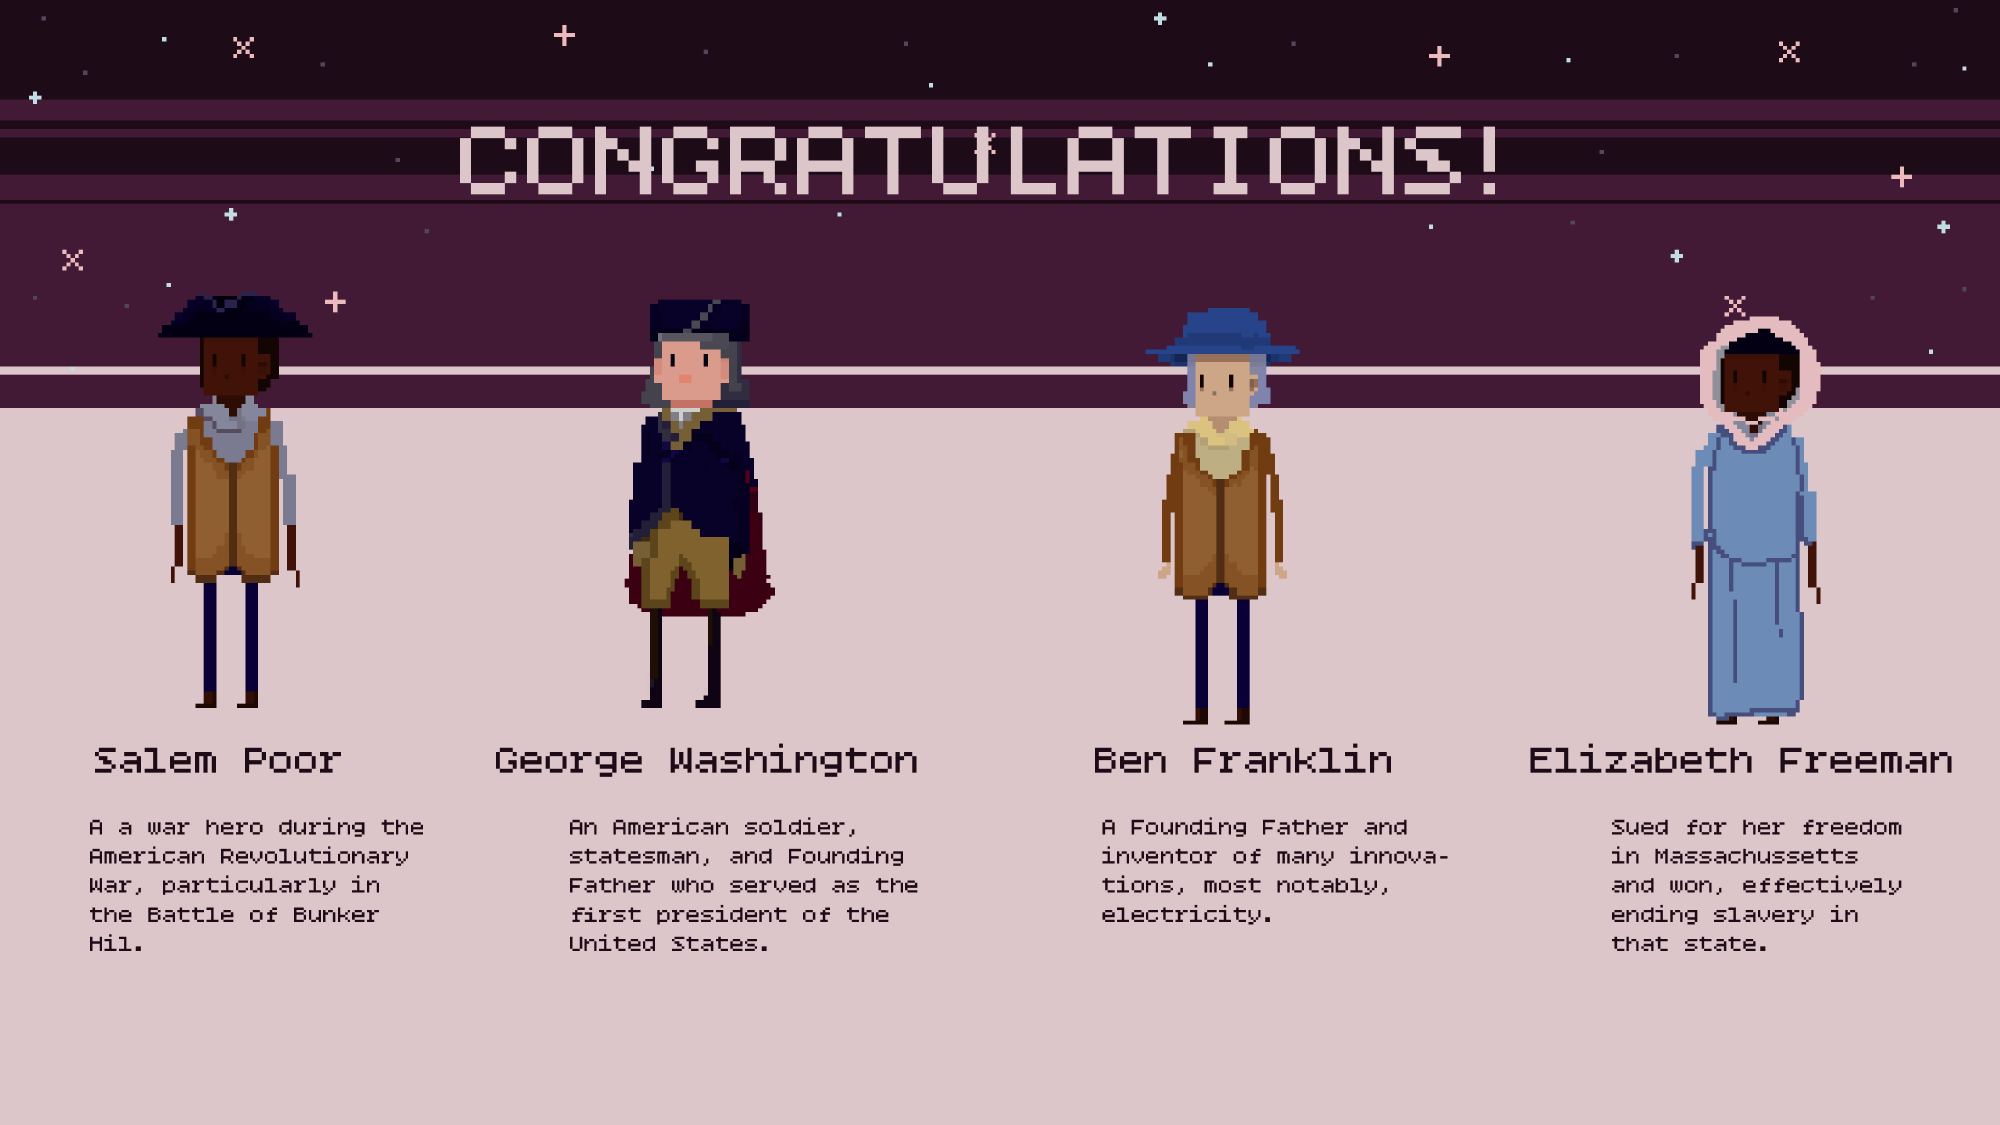 CONGRATULATIONS!
Salem Poor
A a war hero during the
American Revolutionary
War, particularly in
the Battle of Bunker
Hil.
George Washington
An American soldier,
statesman, and Founding
Father who served as the
first president of the
United States.
Ben Franklin
A Founding Father and
inventor of many innova-
tions, most notably,
electricity.
Elizabeth Freeman
Sued for her freedom
in Massachussetts
and won, effectively
ending slavery in
that state.